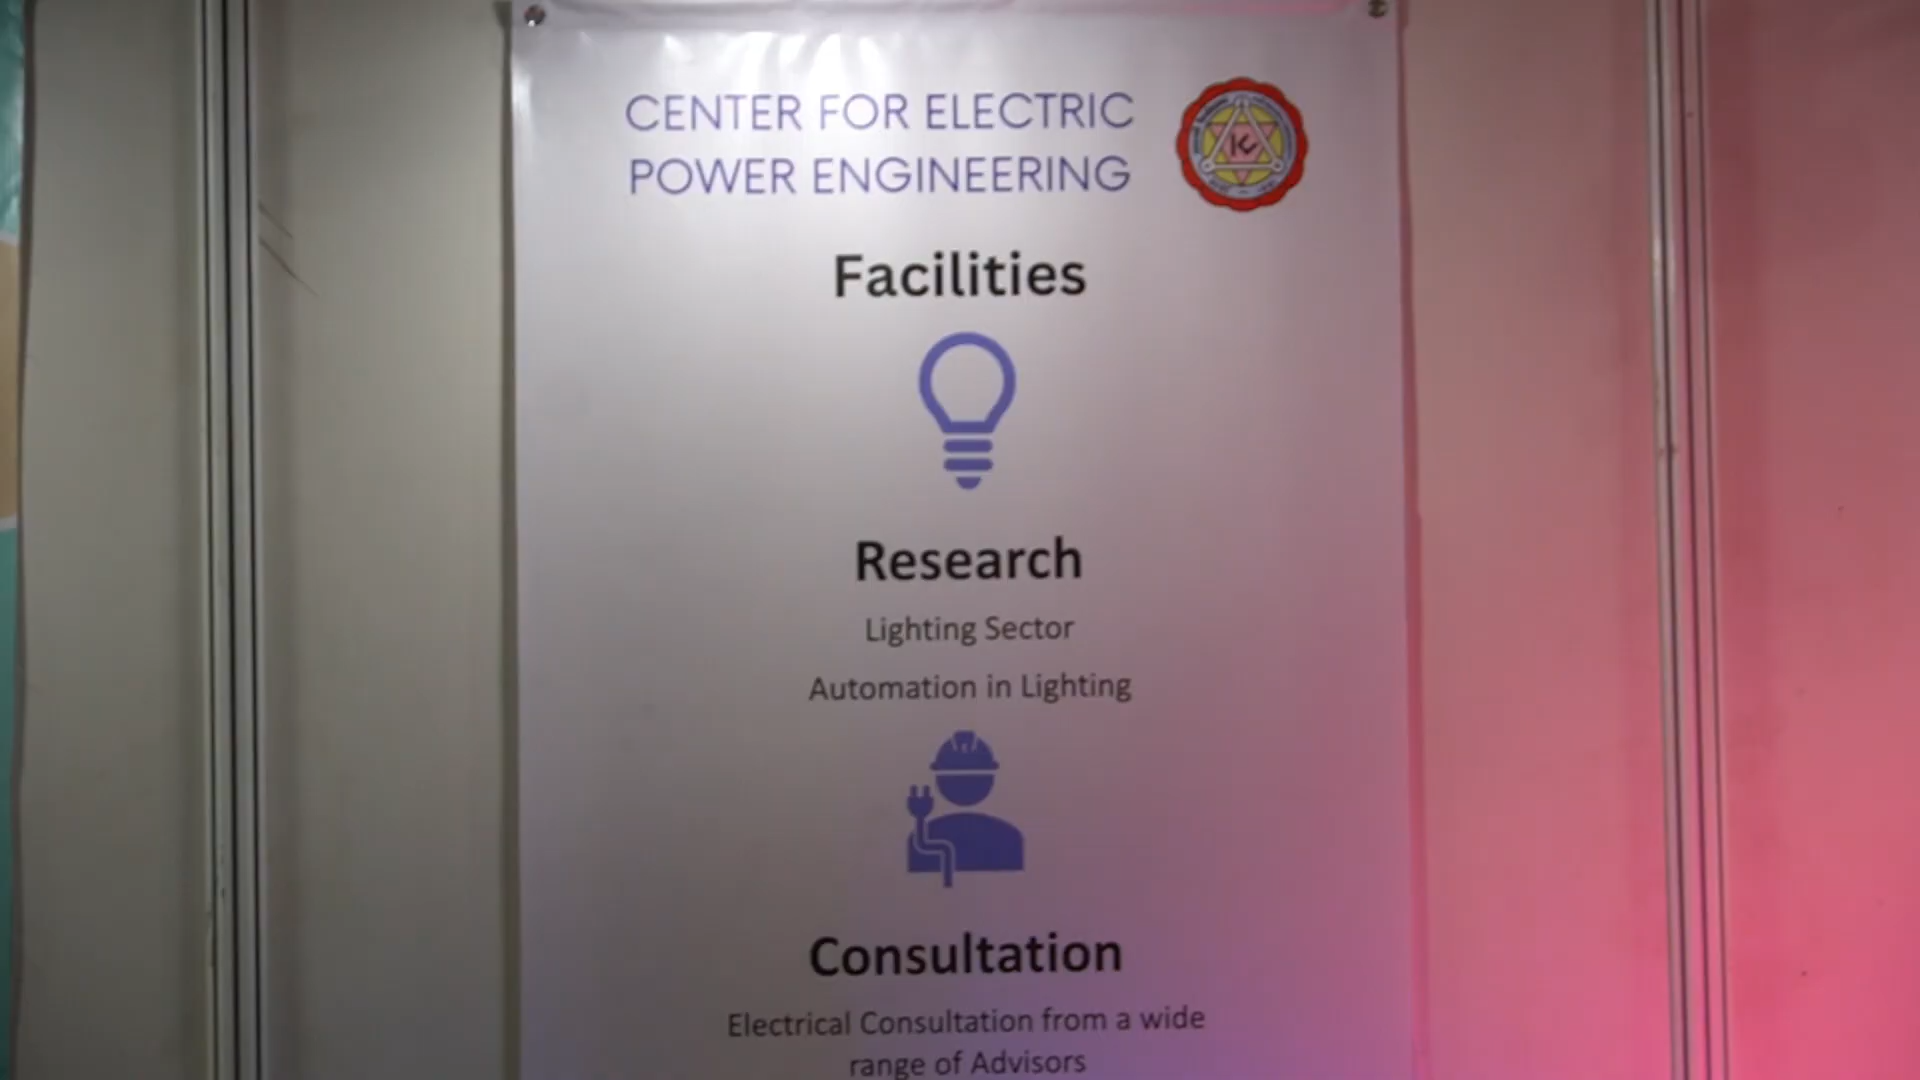 CENTER FOR ELECTRIC
POWER ENGINEERING
Facilities
Research
Lighting Sector
Automation in Lighting
Consultation
Electrical Consultation from a wide
range of Advisors